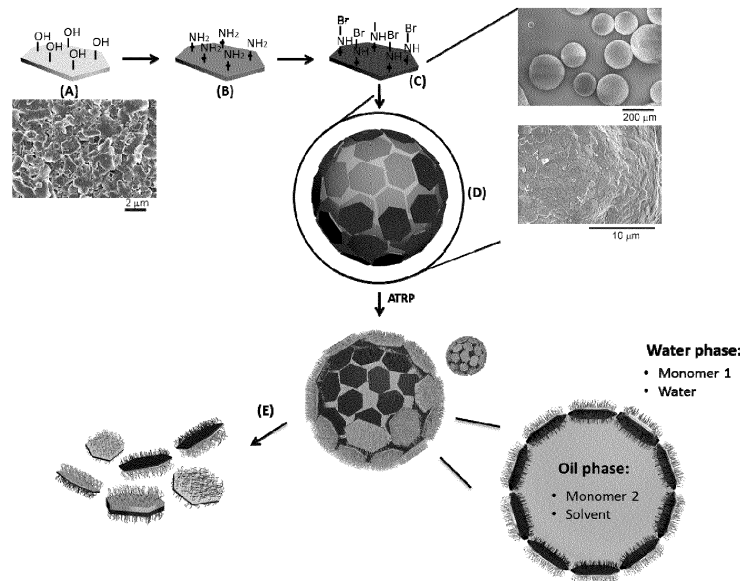 OH
OH
OH
OH
OH
(A)
2 μm
NH2
NH2
NH2
NH2
NH2
(B)
Br
Br
Br
Br
NH
NH
NH
NH
(C)
200 μm
10 μm
(D)
ATRP
(E)
Water phase:
• Monomer 1
• Water
Oil phase:
• Monomer 2
• Solvent